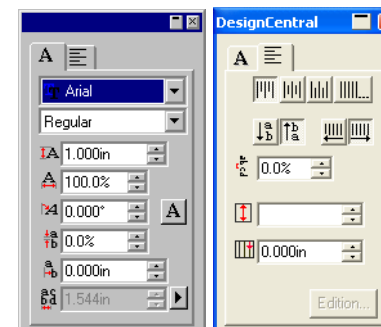 DesignCentral
A
Arial
Regular
1.000in
100.0%
0.000°
A
0.0%
0.000in
1.544in
A
0.0%
0.000in
Edition...